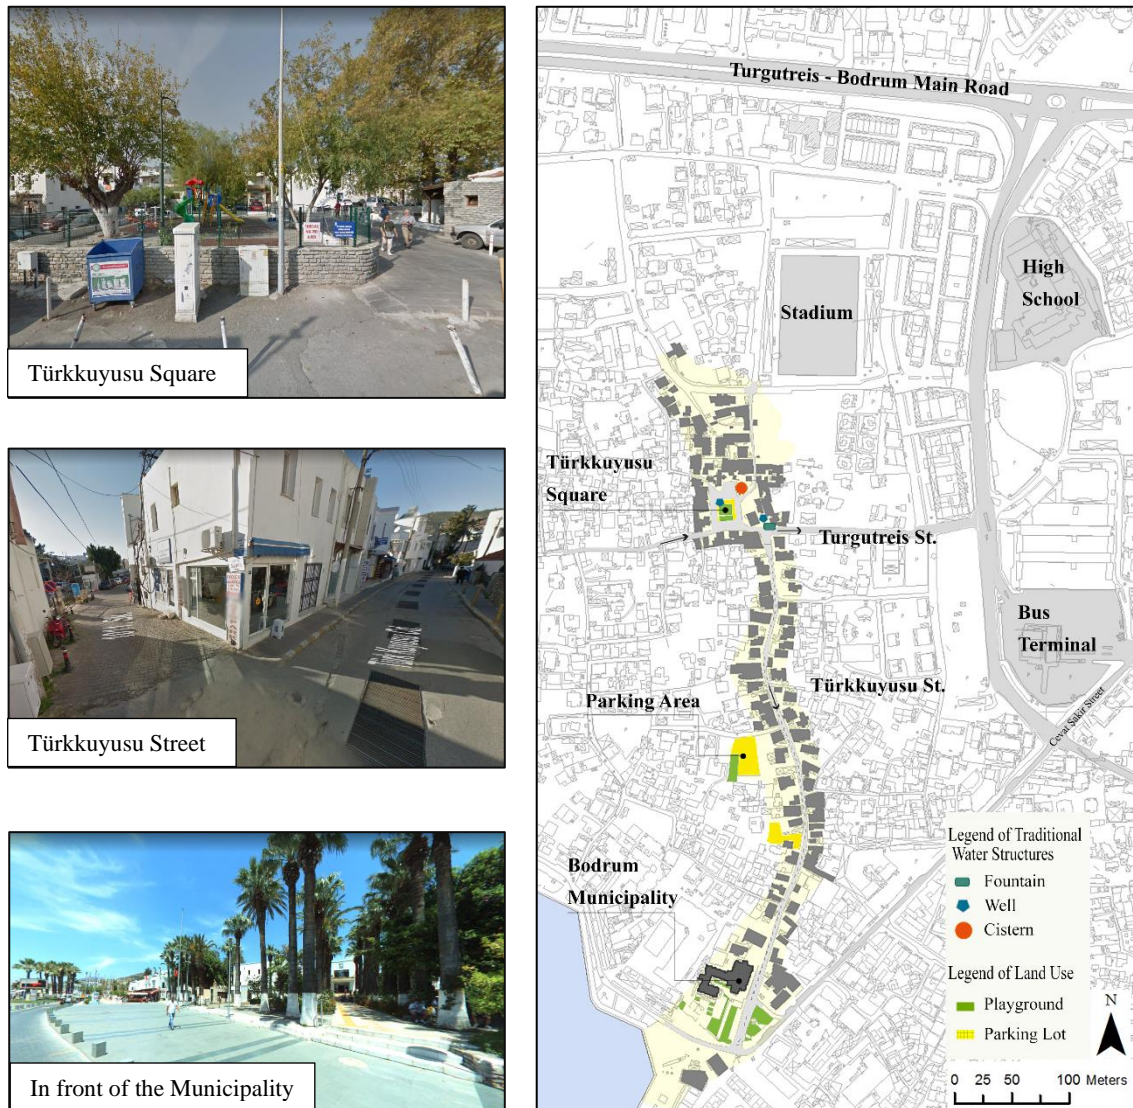 Türkkuyusu Square
Türkkuyusu Street
In front of the Municipality
Turgutreis - Bodrum Main Road
High
School
Stadium
Türkkuyusu
Square
Turgutreis St.
Bus
Terminal
Türkkuyusu St.
Parking Area
Cevat Şakir Street
Bodrum
Municipality
Legend of Traditional
Water Structures
Fountain
Well
Cistern
Legend of Land Use
Playground
Parking Lot
N
0 25 50 100 Meters